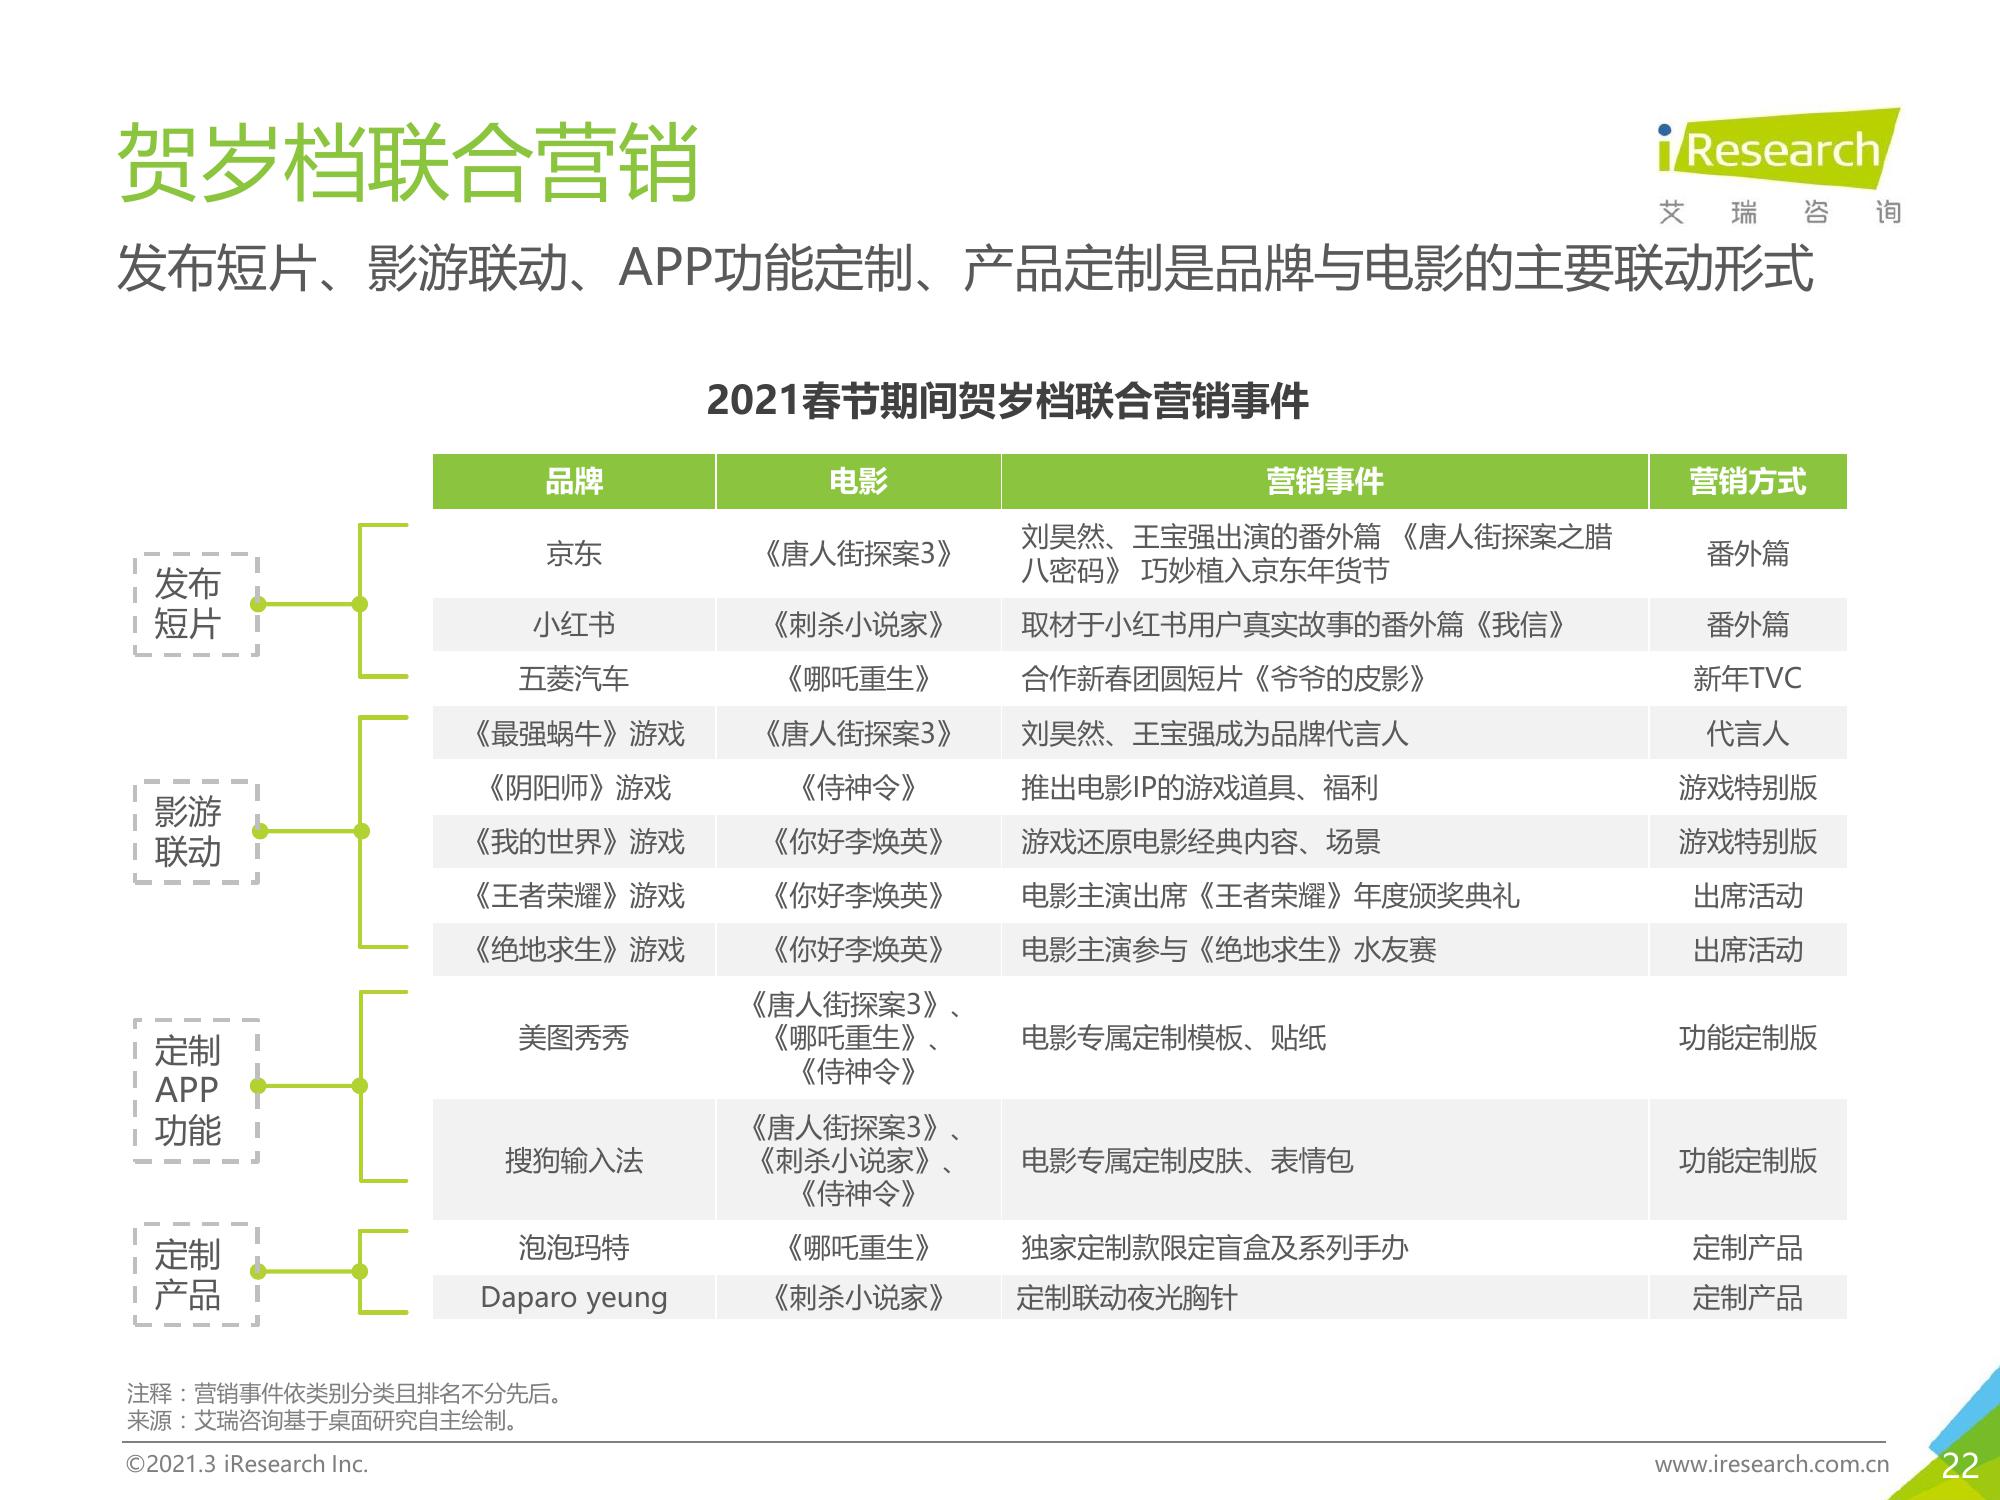 贺岁档联合营销
iResearch
艾瑞咨询
发布短片、影游联动、APP功能定制、产品定制是品牌与电影的主要联动形式
2021春节期间贺岁档联合营销事件
品牌 电影 营销事件 营销方式
发布
短片
京东 《唐人街探案3》 刘昊然、王宝强出演的番外篇 《唐人街探案之腊
八密码》 巧妙植入京东年货节 番外篇
小红书 《刺杀小说家》 取材于小红书用户真实故事的番外篇《我信》 番外篇
五菱汽车 《哪吒重生》 合作新春团圆短片《爷爷的皮影》 新年TVC
影游
联动
《最强蜗牛》游戏 《唐人街探案3》 刘昊然、王宝强成为品牌代言人 代言人
《阴阳师》游戏 《侍神令》 推出电影IP的游戏道具、福利 游戏特别版
《我的世界》游戏 《你好李焕英》 游戏还原电影经典内容、场景 游戏特别版
《王者荣耀》游戏 《你好李焕英》 电影主演出席《王者荣耀》年度颁奖典礼 出席活动
《绝地求生》游戏 《你好李焕英》 电影主演参与《绝地求生》水友赛 出席活动
定制
APP
功能
美图秀秀 《唐人街探案3》、
《哪吒重生》、
《侍神令》 电影专属定制模板、贴纸 功能定制版
搜狗输入法 《唐人街探案3》、
《刺杀小说家》、
《侍神令》 电影专属定制皮肤、表情包 功能定制版
定制
产品
泡泡玛特 《哪吒重生》 独家定制款限定盲盒及系列手办 定制产品
Daparo yeung 《刺杀小说家》 定制联动夜光胸针 定制产品
注释：营销事件依类别分类且排名不分先后。
来源：艾瑞咨询基于桌面研究自主绘制。
©2021.3 iResearch Inc.
www.iresearch.com.cn
22